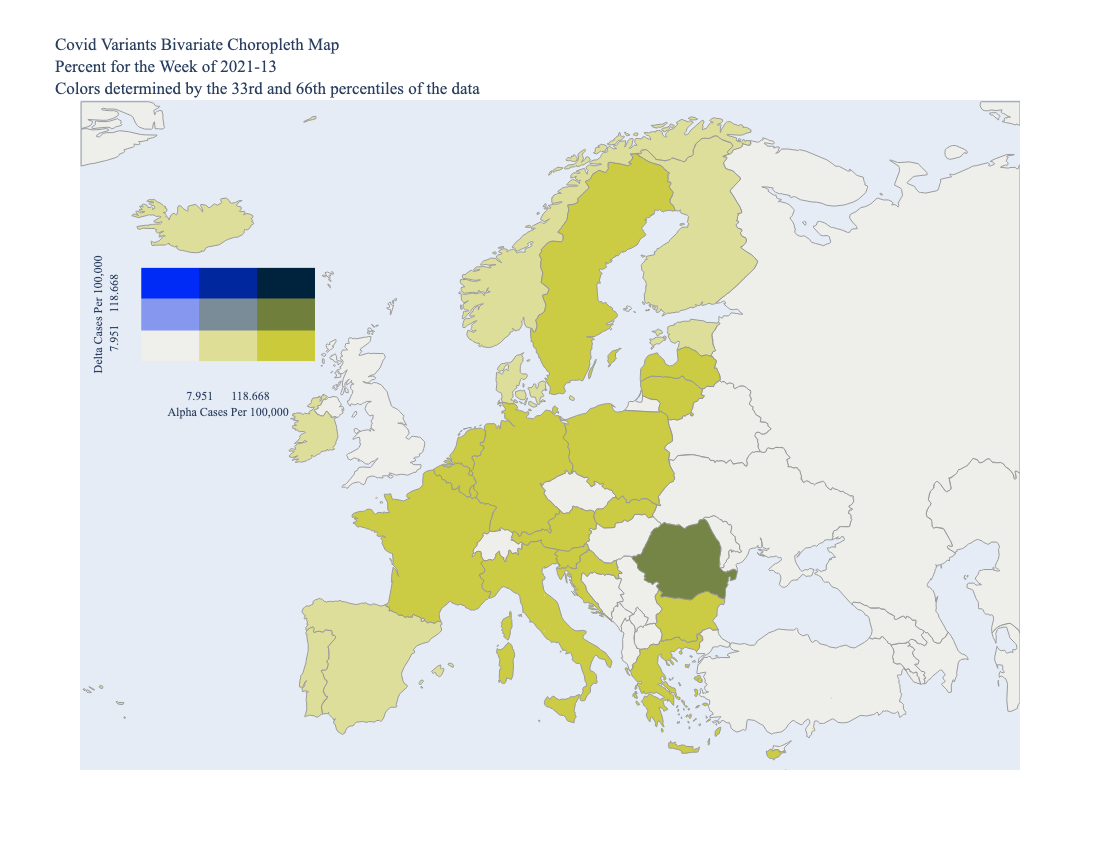 Covid Variants Bivariate Choropleth Map
Percent for the Week of 2021-13
Colors determined by the 33rd and 66th percentiles of the data
Delta Cases Per 100,000
7.951 118.668
7.951 118.668
Alpha Cases Per 100,000